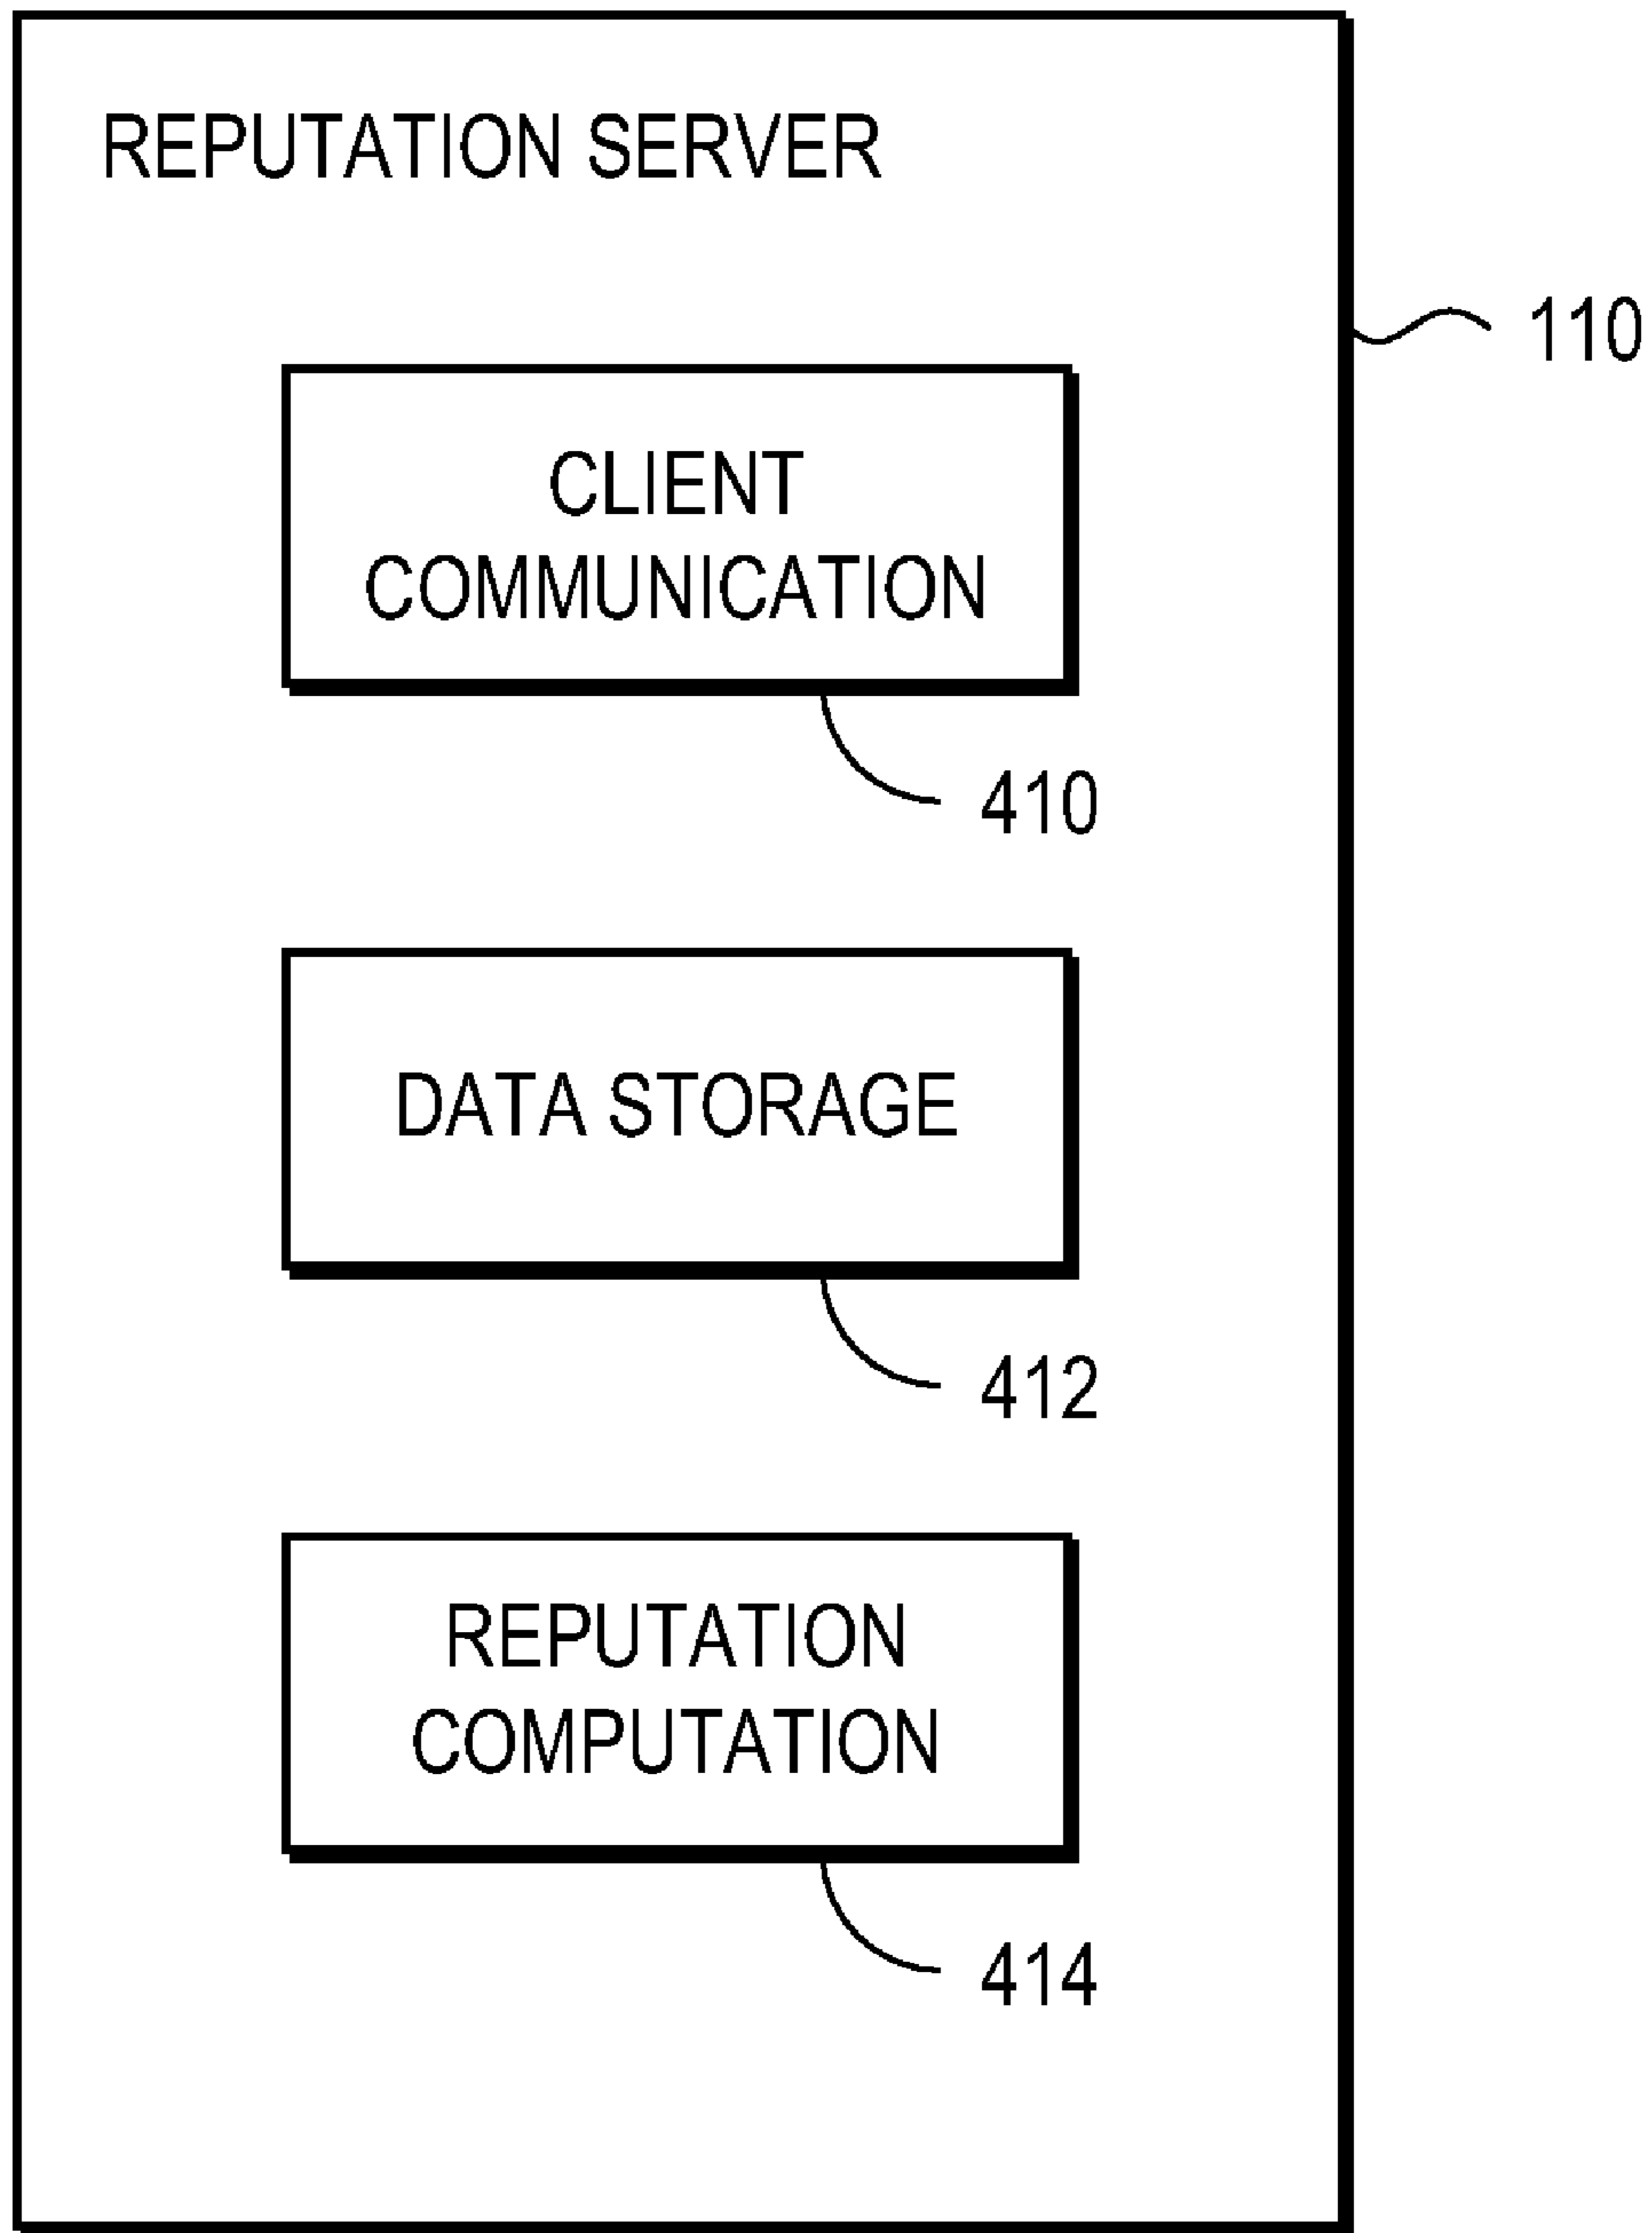 REPUTATION SERVER
110
CLIENT
COMMUNICATION
410
DATA STORAGE
412
REPUTATION
COMPUTATION
414